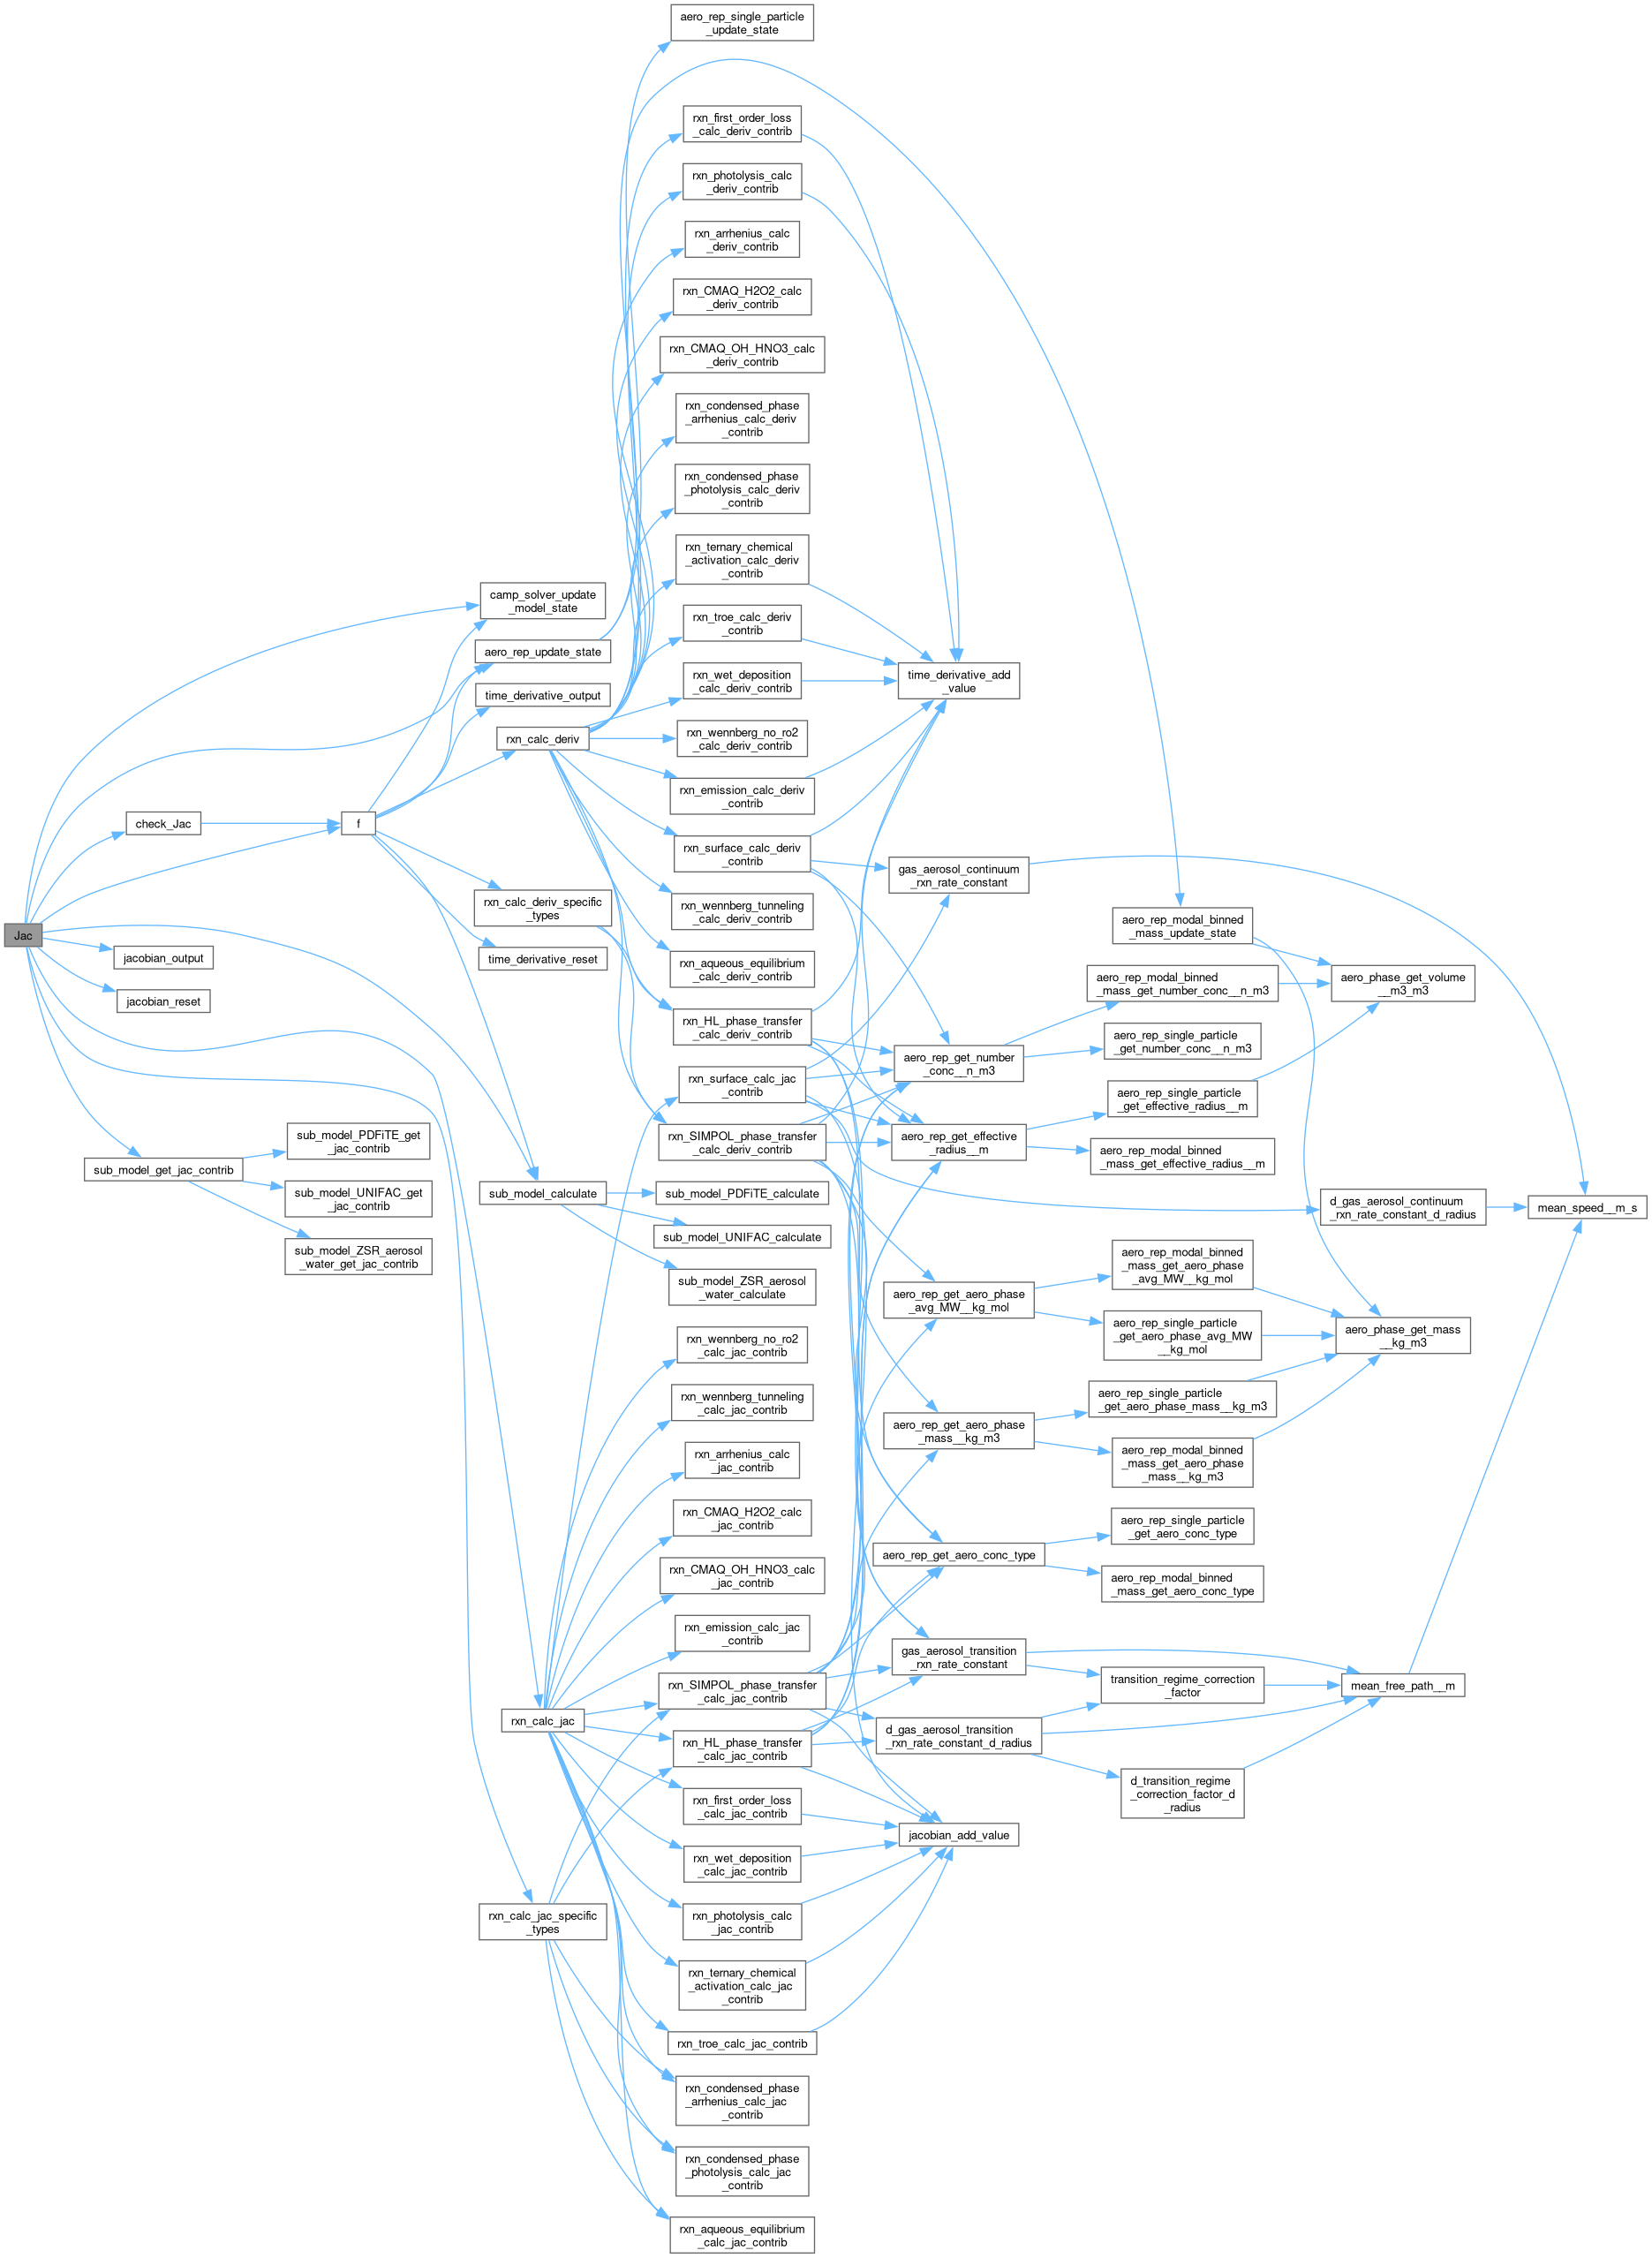 Jac
check_Jac
jacobian_output
jacobian_reset
sub_model_get_jac_contrib
sub_model_PDFiTE_get
_jac_contrib
sub_model_UNIFAC_get
_jac_contrib
sub_model_ZSR_aerosol
_water_get_jac_contrib
f
camp_solver_update
_model_state
aero_rep_update_state
time_derivative_output
rxn_calc_deriv
rxn_calc_deriv_specific
_types
time_derivative_reset
sub_model_calculate
rxn_calc_jac
rxn_calc_jac_specific
_types
aero_rep_single_particle
_update_state
rxn_first_order_loss
_calc_deriv_contrib
rxn_photolysis_calc
_deriv_contrib
rxn_arrhenius_calc
_deriv_contrib
rxn_CMAQ_H2O2_calc
_deriv_contrib
rxn_CMAQ_OH_HNO3_calc
_deriv_contrib
rxn_condensed_phase
_arrhenius_calc_deriv
_contrib
rxn_condensed_phase
_photolysis_calc_deriv
_contrib
rxn_ternary_chemical
_activation_calc_deriv
_contrib
rxn_troe_calc_deriv
_contrib
rxn_wet_deposition
_calc_deriv_contrib
rxn_wennberg_no_ro2
_calc_deriv_contrib
rxn_emission_calc_deriv
_contrib
rxn_surface_calc_deriv
_contrib
rxn_wennberg_tunneling
_calc_deriv_contrib
rxn_aqueous_equilibrium
_calc_deriv_contrib
rxn_HL_phase_transfer
_calc_deriv_contrib
rxn_surface_calc_jac
_contrib
rxn_SIMPOL_phase_transfer
_calc_deriv_contrib
sub_model_PDFiTE_calculate
sub_model_UNIFAC_calculate
sub_model_ZSR_aerosol
_water_calculate
rxn_wennberg_no_ro2
_calc_jac_contrib
rxn_wennberg_tunneling
_calc_jac_contrib
rxn_arrhenius_calc
_jac_contrib
rxn_CMAQ_H2O2_calc
_jac_contrib
rxn_CMAQ_OH_HNO3_calc
_jac_contrib
rxn_emission_calc_jac
_contrib
rxn_SIMPOL_phase_transfer
_calc_jac_contrib
rxn_HL_phase_transfer
_calc_jac_contrib
rxn_first_order_loss
_calc_jac_contrib
rxn_wet_deposition
_calc_jac_contrib
rxn_photolysis_calc
_jac_contrib
rxn_ternary_chemical
_activation_calc_jac
_contrib
rxn_troe_calc_jac_contrib
rxn_condensed_phase
_arrhenius_calc_jac
_contrib
rxn_condensed_phase
_photolysis_calc_jac
_contrib
rxn_aqueous_equilibrium
_calc_jac_contrib
time_derivative_add
_value
gas_aerosol_continuum
_rxn_rate_constant
aero_rep_get_number
_conc__n_m3
aero_rep_get_effective
_radius__m
aero_rep_get_aero_phase
_avg_MW__kg_mol
aero_rep_get_aero_phase
_mass__kg_m3
aero_rep_get_aero_conc_type
gas_aerosol_transition
_rxn_rate_constant
d_gas_aerosol_transition
_rxn_rate_constant_d_radius
jacobian_add_value
aero_rep_modal_binned
_mass_update_state
aero_rep_modal_binned
_mass_get_number_conc__n_m3
aero_rep_single_particle
_get_number_conc__n_m3
aero_rep_single_particle
_get_effective_radius__m
aero_rep_modal_binned
_mass_get_effective_radius__m
aero_rep_modal_binned
_mass_get_aero_phase
_avg_MW__kg_mol
aero_rep_single_particle
_get_aero_phase_avg_MW
__kg_mol
aero_rep_single_particle
_get_aero_phase_mass__kg_m3
aero_rep_modal_binned
_mass_get_aero_phase
_mass__kg_m3
aero_rep_single_particle
_get_aero_conc_type
aero_rep_modal_binned
_mass_get_aero_conc_type
transition_regime_correction
_factor
d_transition_regime
_correction_factor_d
_radius
aero_phase_get_volume
__m3_m3
d_gas_aerosol_continuum
_rxn_rate_constant_d_radius
aero_phase_get_mass
__kg_m3
mean_free_path__m
mean_speed__m_s